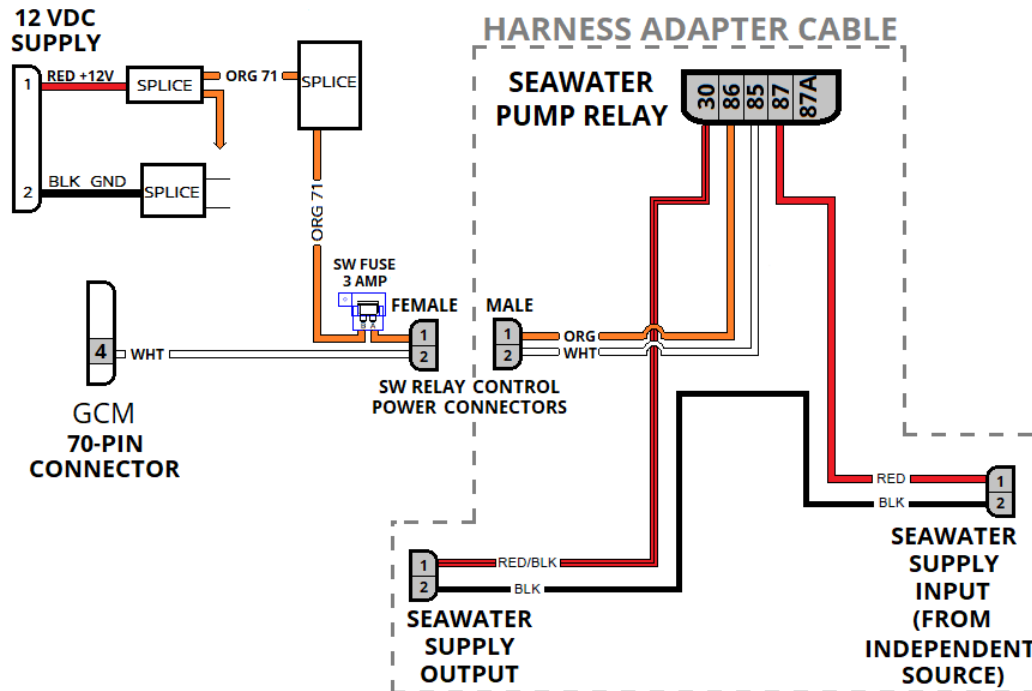 12 VDC
SUPPLY
1
RED +12V
SPLICE
ORG 71
SPLICE
2
BLK GND
SPLICE
ORG 71
HARNESS ADAPTER CABLE
SEAWATER
PUMP RELAY
30
86
85
87
87A
SW FUSE
3 AMP
B A
FEMALE
1
2
MALE
1
2
ORG
WHT
4
WHT
SW RELAY CONTROL
POWER CONNECTORS
GCM
70-PIN
CONNECTOR
RED
BLK
1
2
SEAWATER
SUPPLY
INPUT
(FROM
INDEPENDENT
SOURCE)
1
2
RED/BLK
BLK
SEAWATER
SUPPLY
OUTPUT